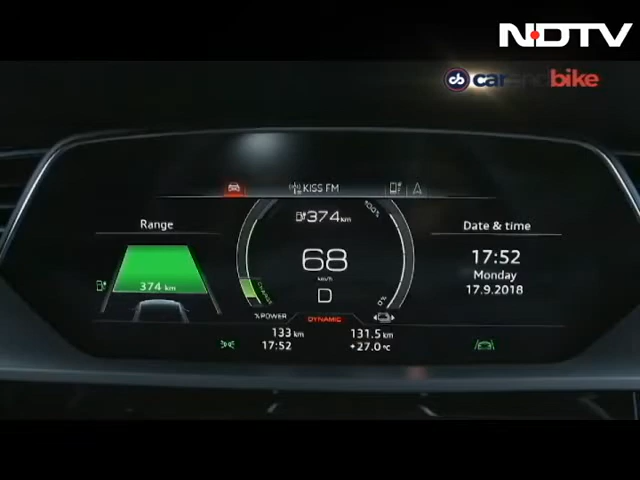 NDTV
cb carandbike
KISS FM
Range
374 km
374 km
100%
68
km/h
D
0%
CHARGE
%POWER
DYNAMIC
Date & time
17:52
Monday
17.9.2018
133 km
131.5 km
17:52
+27.0 °C